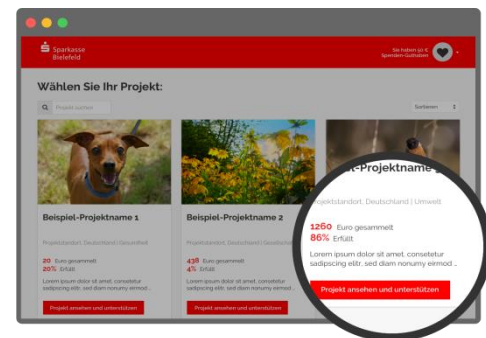 Sparkasse
Bielefeld
Sie haben 50 €
Spenden-Guthaben
Wählen Sie Ihr Projekt:
Projekt suchen
Sortieren
Beispiel-Projektname 1
Projektstandort, Deutschland | Gesundheit
20 Euro gesammelt
20% Erfüllt
Lorem ipsum dolor sit amet, consetetur
sadipscing elitr, sed diam nonumy eirmod ...
Projekt ansehen und unterstützen
Beispiel-Projektname 2
Projektstandort, Deutschland | Gesellschaft
438 Euro gesammelt
4% Erfüllt
Lorem ipsum dolor sit amet, consetetur
sadipscing elitr, sed diam nonumy eirmod ...
Projekt ansehen und unterstützen
iel-Projektname
Projektstandort, Deutschland | Umwelt
1260 Euro gesammelt
86% Erfüllt
Lorem ipsum dolor sit amet, consetetur
sadipscing elitr, sed diam nonumy eirmod ...
Projekt ansehen und unterstützen